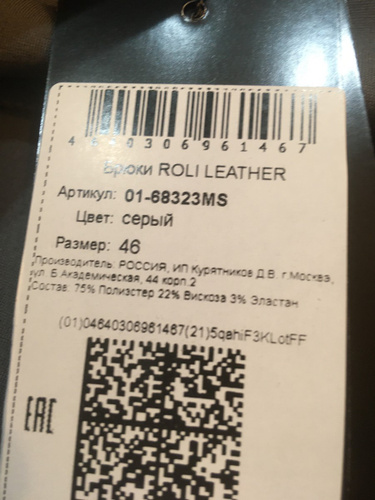 4 640306 961467
Брюки ROLI LEATHER
Артикул: 01-68323MS
Цвет: серый
Размер: 46
Производитель: РОССИЯ, ИП Курятников Д.В. г.Москва,
ул. Б.Академическая, 44 корп.2
Состав: 75% Полиэстер 22% Вискоза 3% Эластан
(01)04640306961467(21)5qahiF3KLotFF
EAC